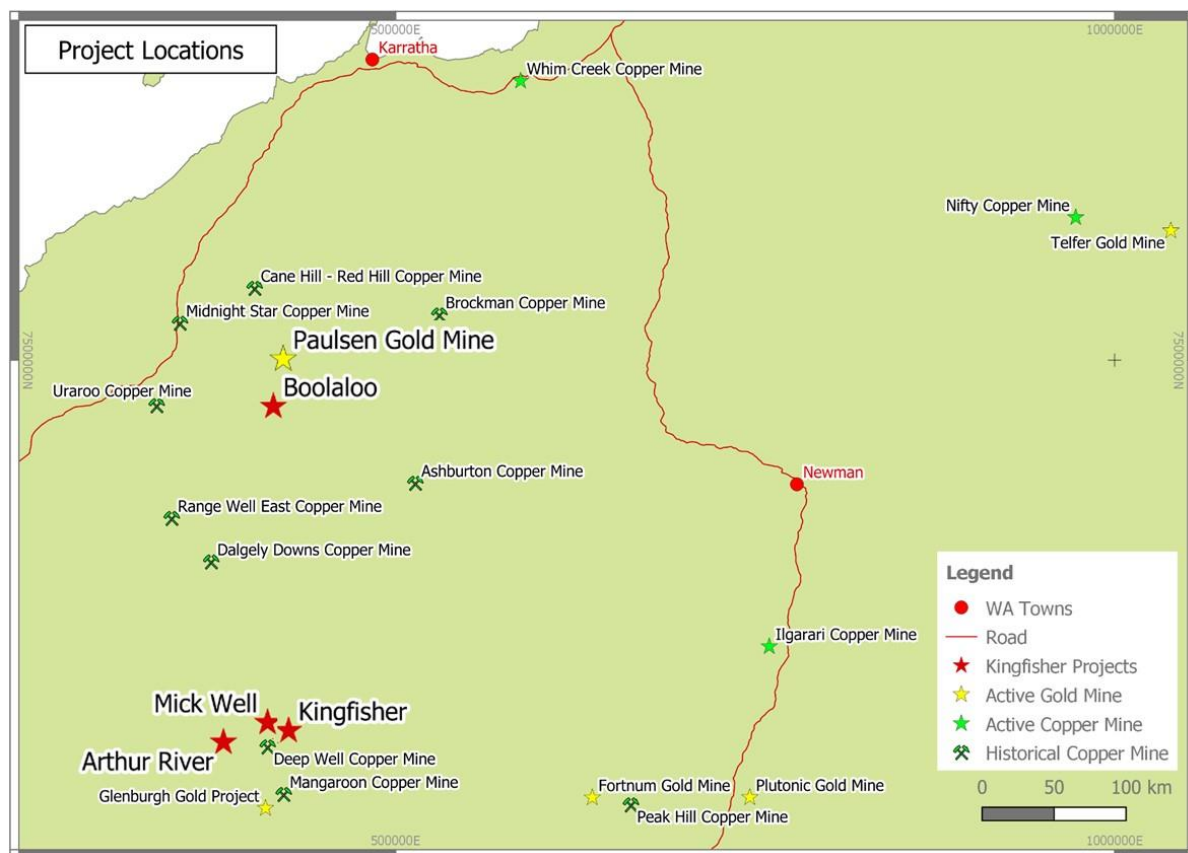 Project Locations
500000E
1000000E
Karratha
Whim Creek Copper Mine
Nifty Copper Mine
Telfer Gold Mine
Cane Hill - Red Hill Copper Mine
Midnight Star Copper Mine
Brockman Copper Mine
Paulsen Gold Mine
7500000N
7500000N
Boolaloo
Uraroo Copper Mine
Ashburton Copper Mine
Newman
Range Well East Copper Mine
Dalgely Downs Copper Mine
Ilgarari Copper Mine
Mick Well
Kingfisher
Arthur River
Deep Well Copper Mine
Mangaroon Copper Mine
Glenburgh Gold Project
Fortnum Gold Mine
Plutonic Gold Mine
Peak Hill Copper Mine
Legend
WA Towns
Road
Kingfisher Projects
Active Gold Mine
Active Copper Mine
Historical Copper Mine
0 50 100 km
500000E
1000000E